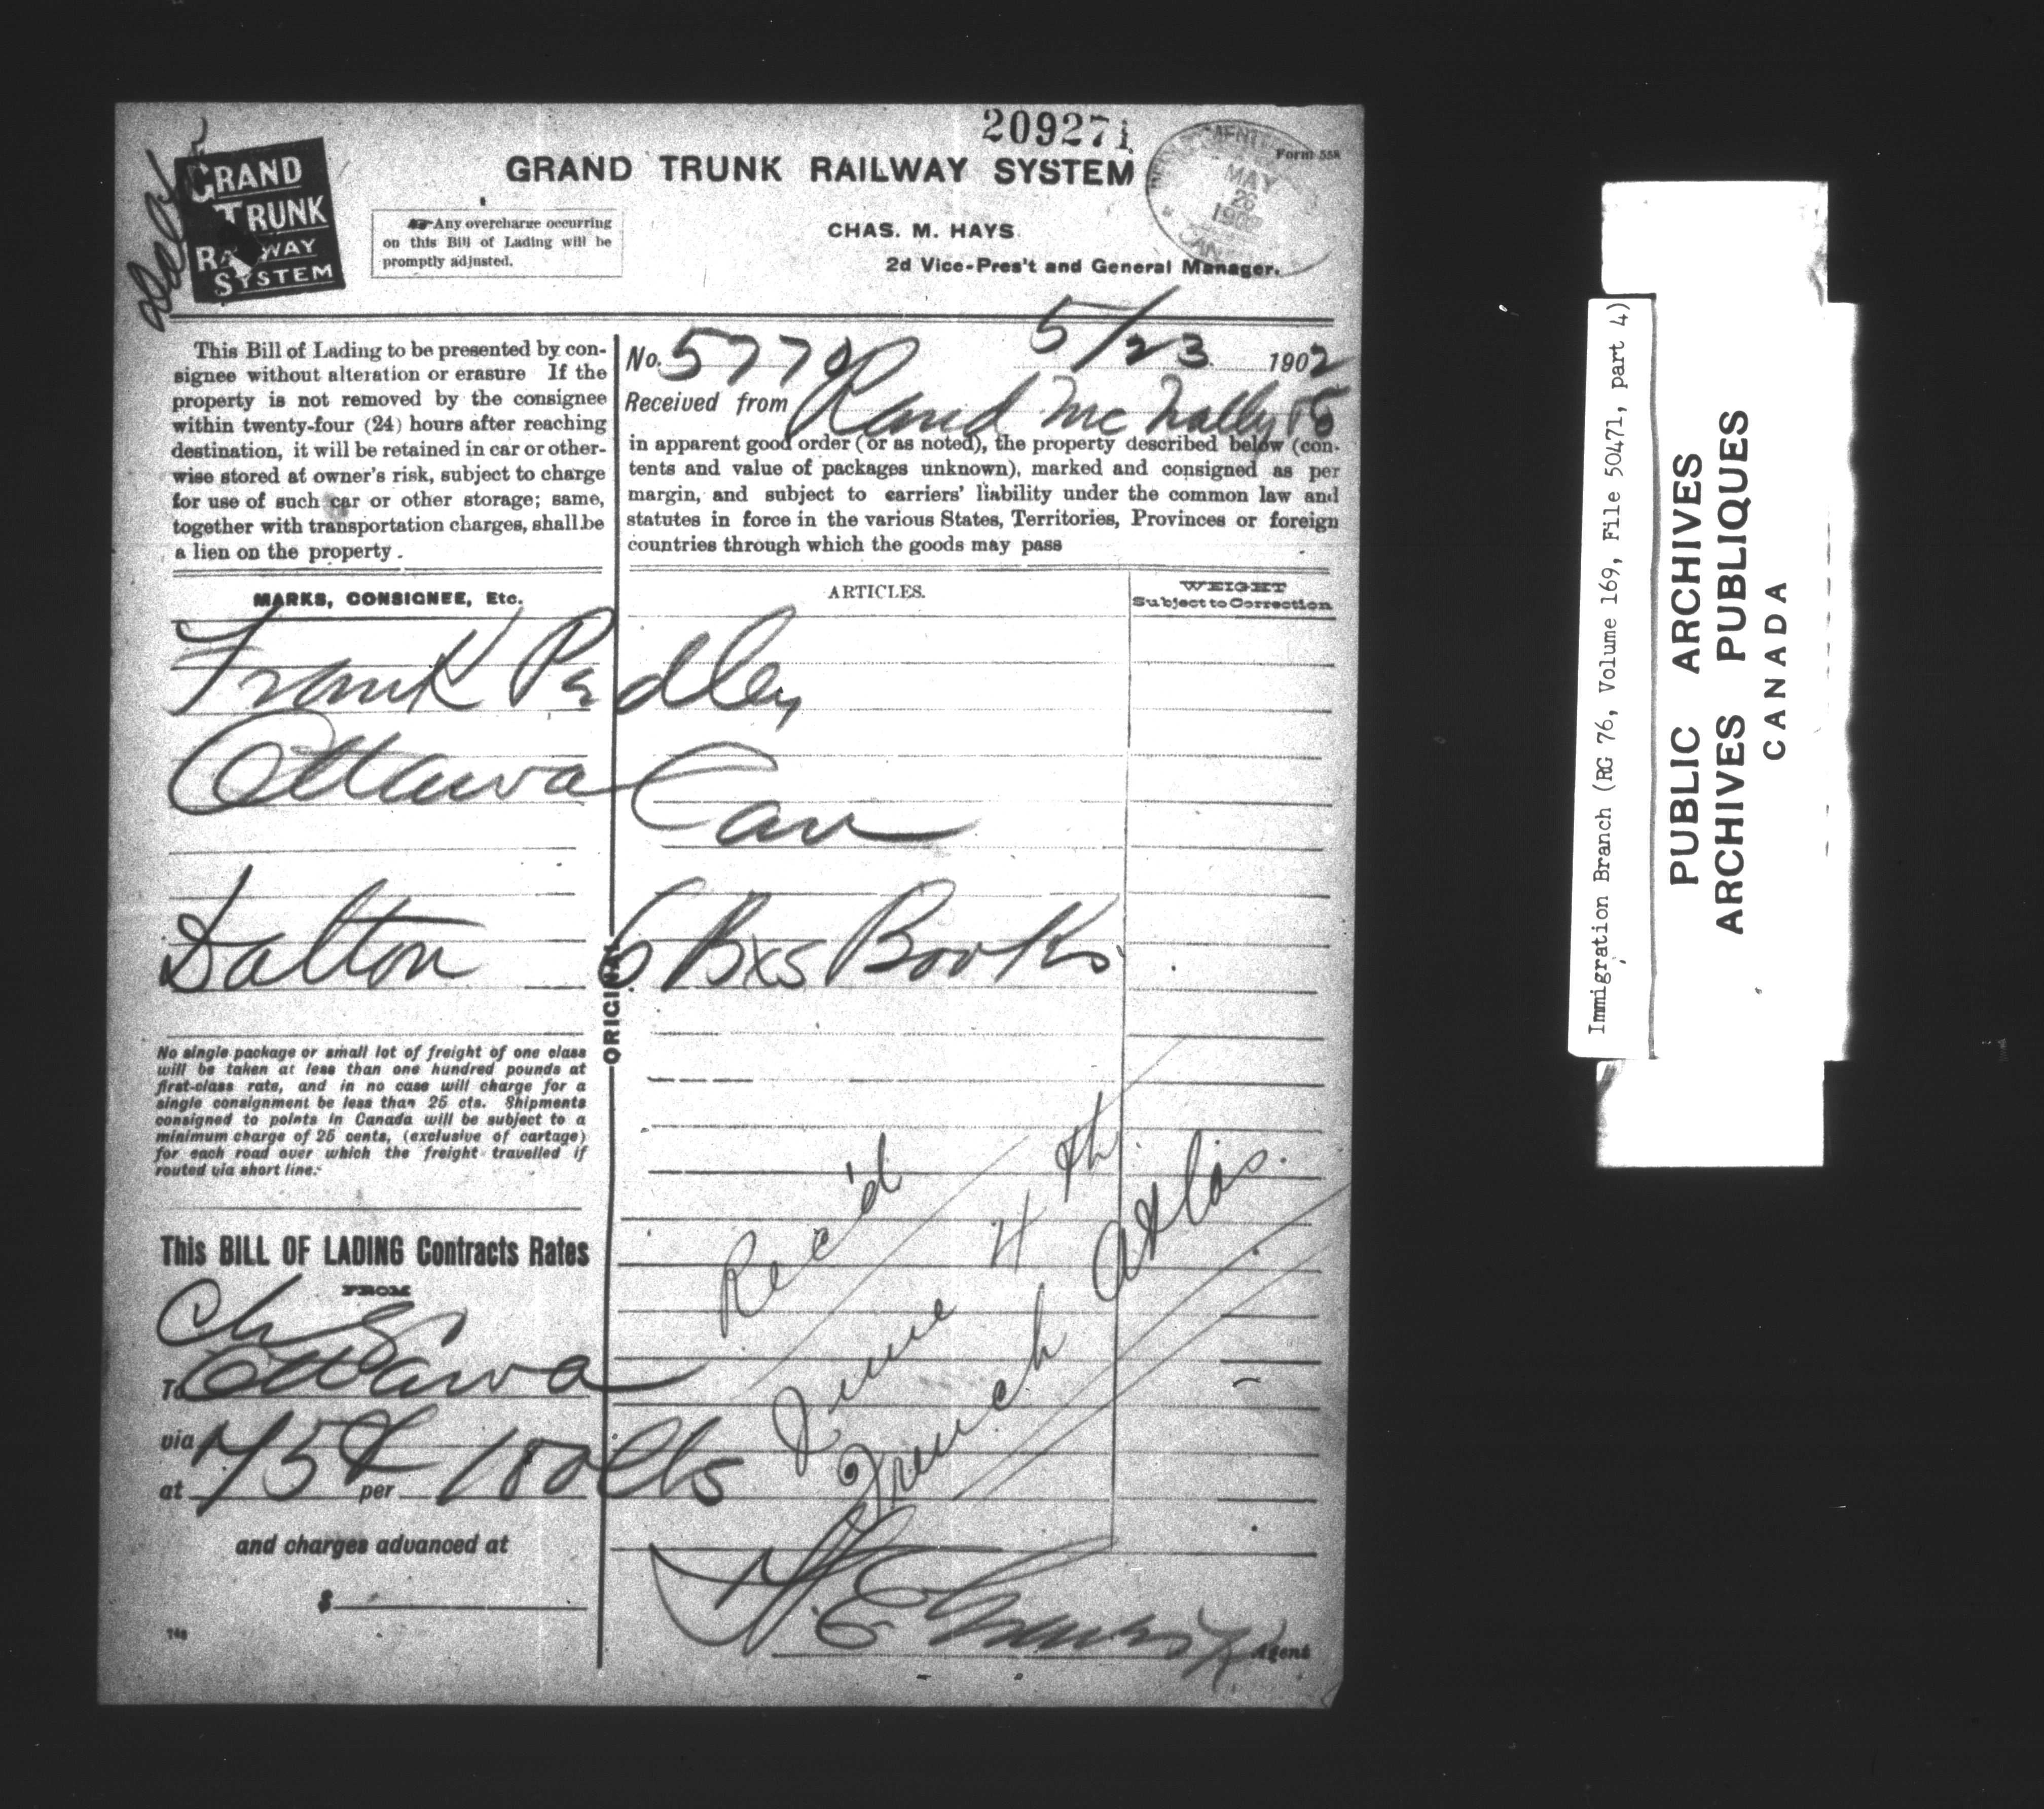 209271
GRAND TRUNK RAILWAY SYSTEM
Form 558
GRAND
TRUNK
RAILWAY
SYSTEM
Any overcharge occurring
on this Bill of Lading will be
promptly adjusted.
CHAS. M. HAYS
2d Vice-Pres't and General Manager.
MAY
26
1902
CAN
This Bill of Lading to be presented by con-
signee without alteration or erasure If the
property is not removed by the consignee
within twenty-four (24) hours after reaching
destination, it will be retained in car or other-
wise stored at owner's risk, subject to charge
for use of such car or other storage; same,
together with transportation charges, shall be
a lien on the property.
No. 5770 5/23 1902
Received from Rand McNally
in apparent good order (or as noted), the property described below (con-
tents and value of packages unknown), marked and consigned as per
margin, and subject to carriers' liability under the common law and
statutes in force in the various States, Territories, Provinces or foreign
countries through which the goods may pass
MARKS, CONSIGNEE, Etc.
ARTICLES.
WEIGHT
Subject to Correction
Frank Pedley
Ottawa Can
Dalton 6 Bxs Books
ORIGINAL
No single package or small lot of freight of one class
will be taken at less than one hundred pounds at
first-class rate, and in no case will charge for a
single consignment be less than 25 cts. Shipments
consigned to points in Canada will be subject to a
minimum charge of 25 cents, (exclusive of cartage)
for each road over which the freight travelled if
routed via short line.
Rec'd
June 4th.
French Atlas.
This BILL OF LADING Contracts Rates
FROM
Chgo
To Ottawa
via
at 45¢ per 100 lbs
and charges advanced at
$
Agent
Immigration Branch (RG 76, Volume 169, File 50471, part 4)
PUBLIC ARCHIVES
ARCHIVES PUBLIQUES
CANADA